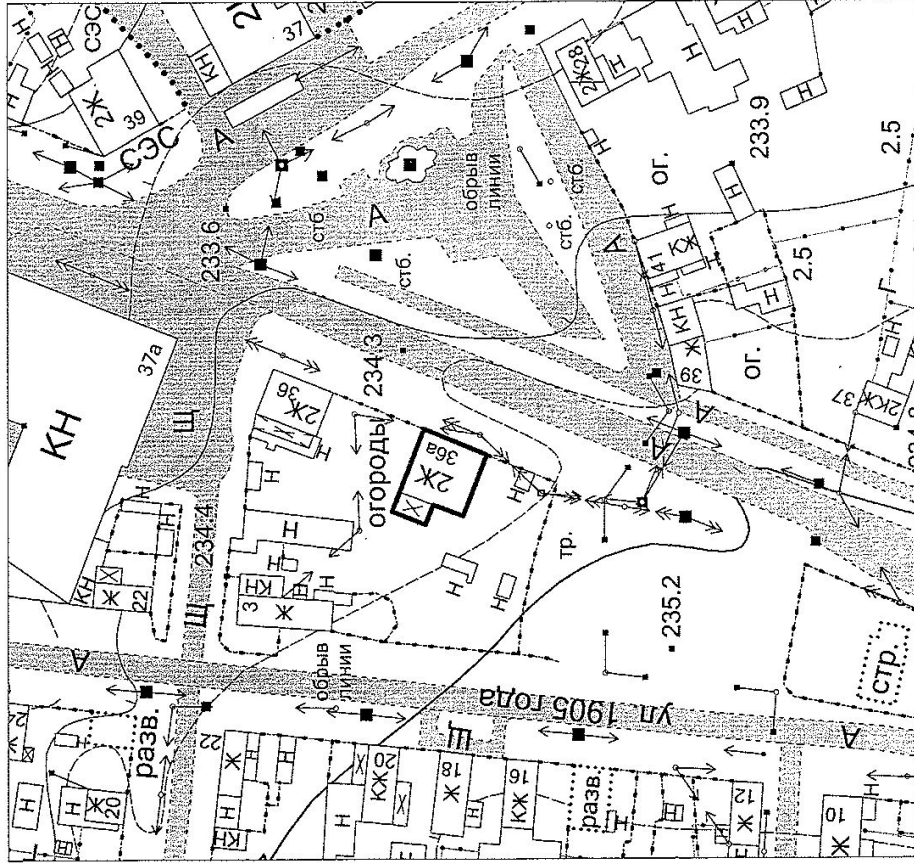 Н
Н
СЭС
2Ж
39
СЭС
КН
37
А
КН
37а
Щ
233.6
стб.
А
стб.
обрыв
линии
стб.
стб.
2Ж28
Н
Н
Н
ог.
233.9
Н
А
41
КЖ
Н
Н
2.5
2.5
КН
Ж
39
ог.
Г
2КЖ
37
234.3
2Ж
36
огороды
2Ж
36а
Х
Н
Н
Н
КН
3
Ж
234.4
Щ
КН
Ж
22
Н
А
разв.
Н
Ж
20
Н
22
Ж
Н
КН
обрыв
линии
Н
Н
тр.
235.2
ул. 1905 года
Щ
Н
КЖ
20
Х
18
Ж
16
КЖ
разв.
Н
12
Ж
10
Ж
А
А
А
стр.